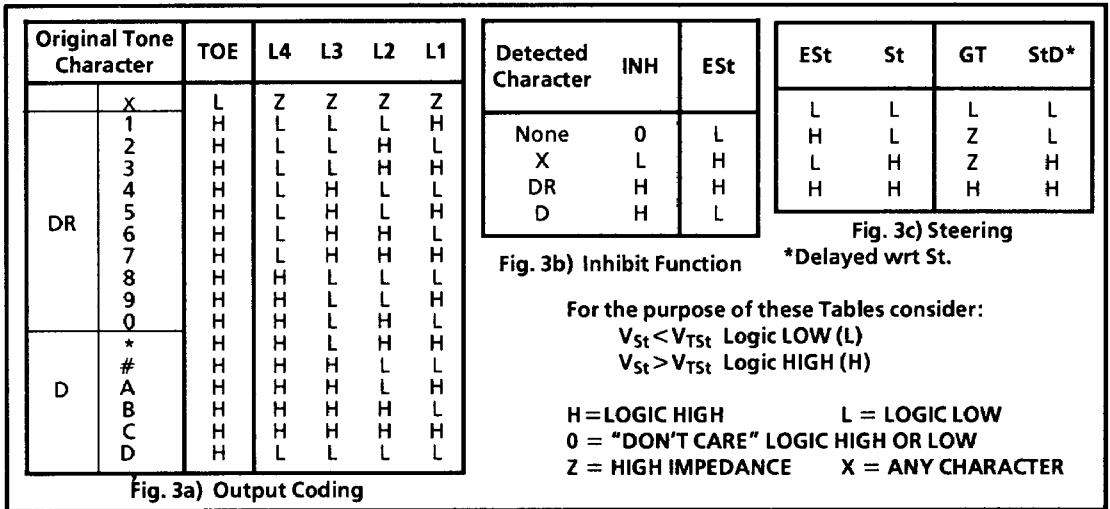 Original Tone Character TOE L4 L3 L2 L1
X L Z Z Z Z
DR
1 H L L L H
2 H L L H L
3 H L L H H
4 H L H L L
5 H L H L H
6 H L H H L
7 H L H H H
8 H H L L L
9 H H L L H
0 H H L H L
D
* H H L H H
# H H H L L
A H H H L H
B H H H H L
C H H H H H
D H L L L L
Fig. 3a) Output Coding
Detected Character INH ESt
None 0 L
X L H
DR H H
D H L
Fig. 3b) Inhibit Function
ESt St GT StD*
L L L L
H L Z L
L H Z H
H H H H
Fig. 3c) Steering
*Delayed wrt St.
For the purpose of these Tables consider:
VSt<VTSt Logic LOW (L)
VSt>VTSt Logic HIGH (H)
H=LOGIC HIGH L = LOGIC LOW
0 = "DON'T CARE" LOGIC HIGH OR LOW
Z = HIGH IMPEDANCE X = ANY CHARACTER